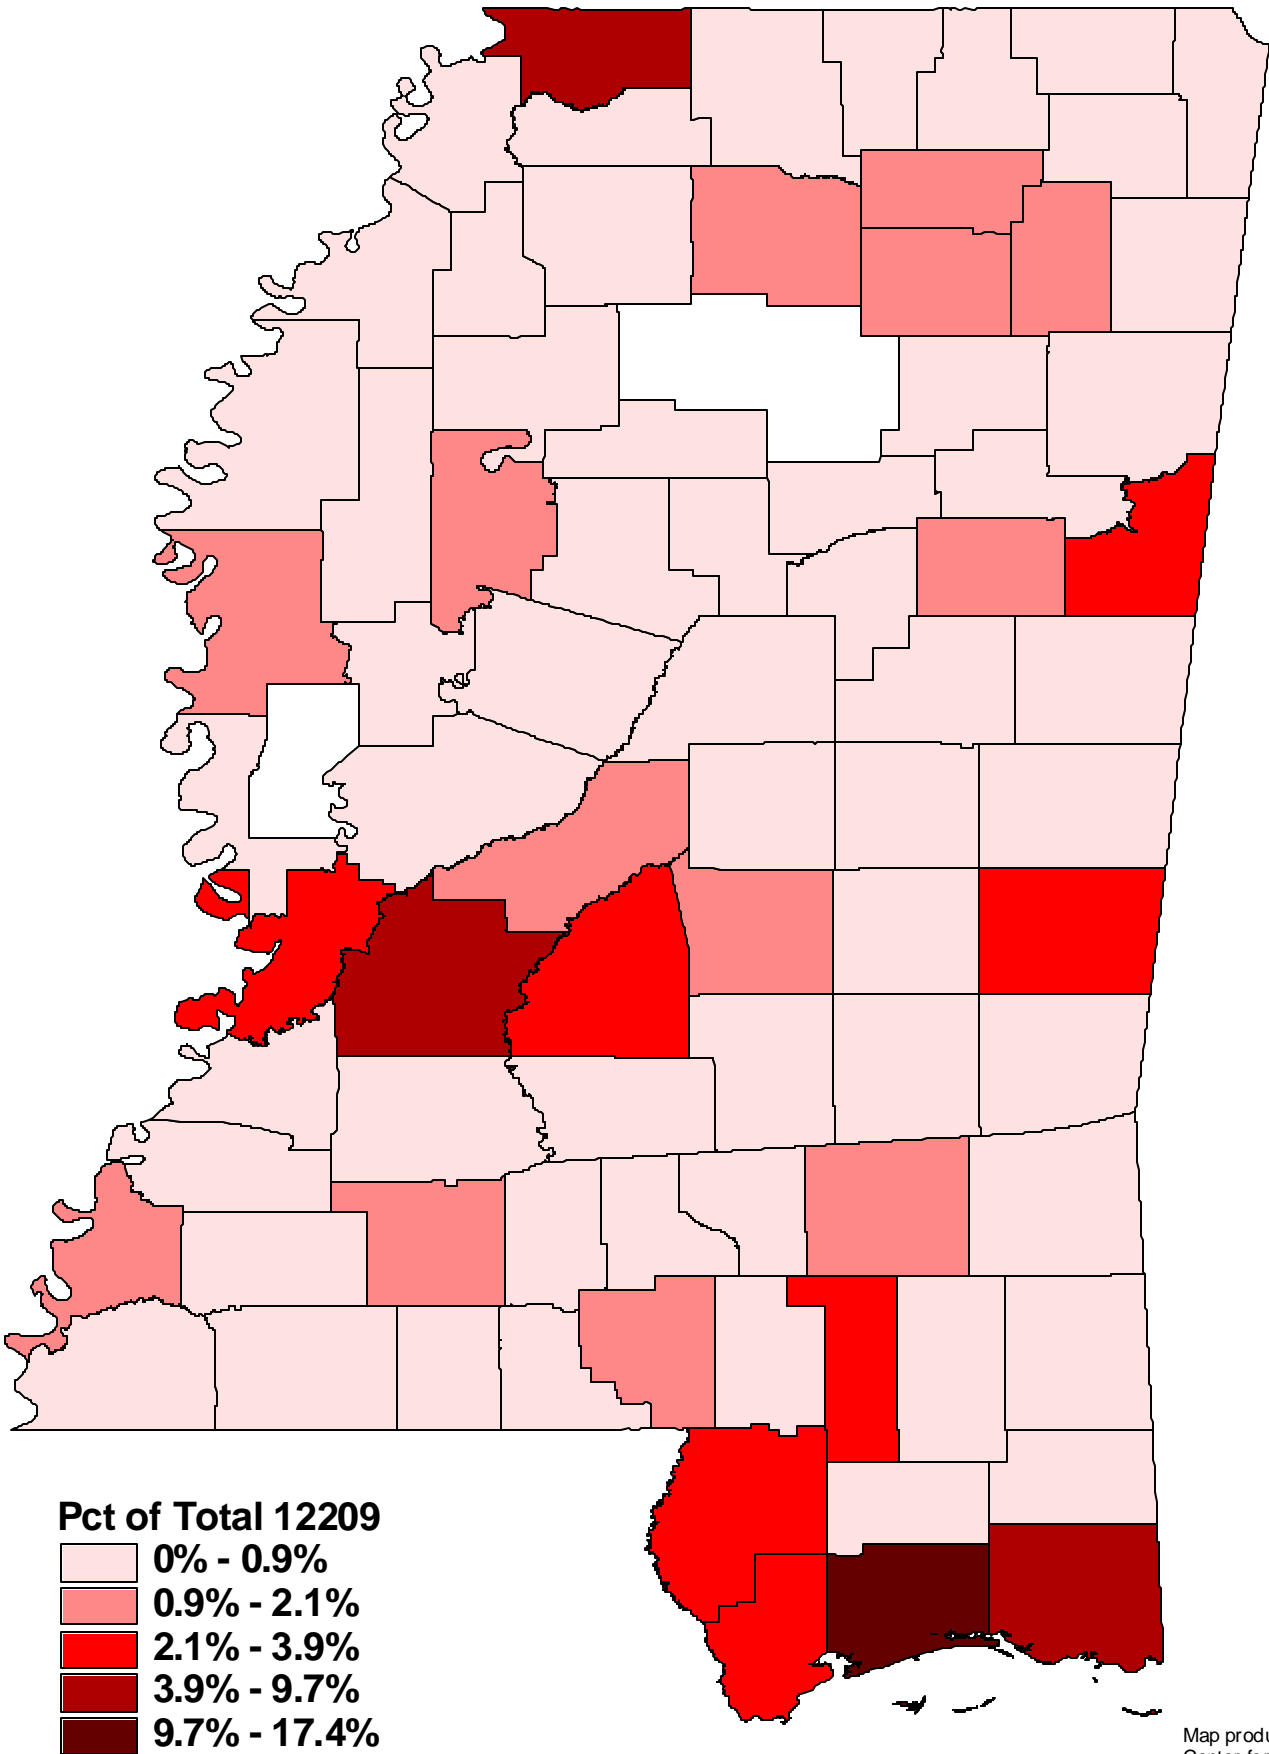 Pct of Total 12209
0% - 0.9%
0.9% - 2.1%
2.1% - 3.9%
3.9% - 9.7%
9.7% - 17.4%
Map